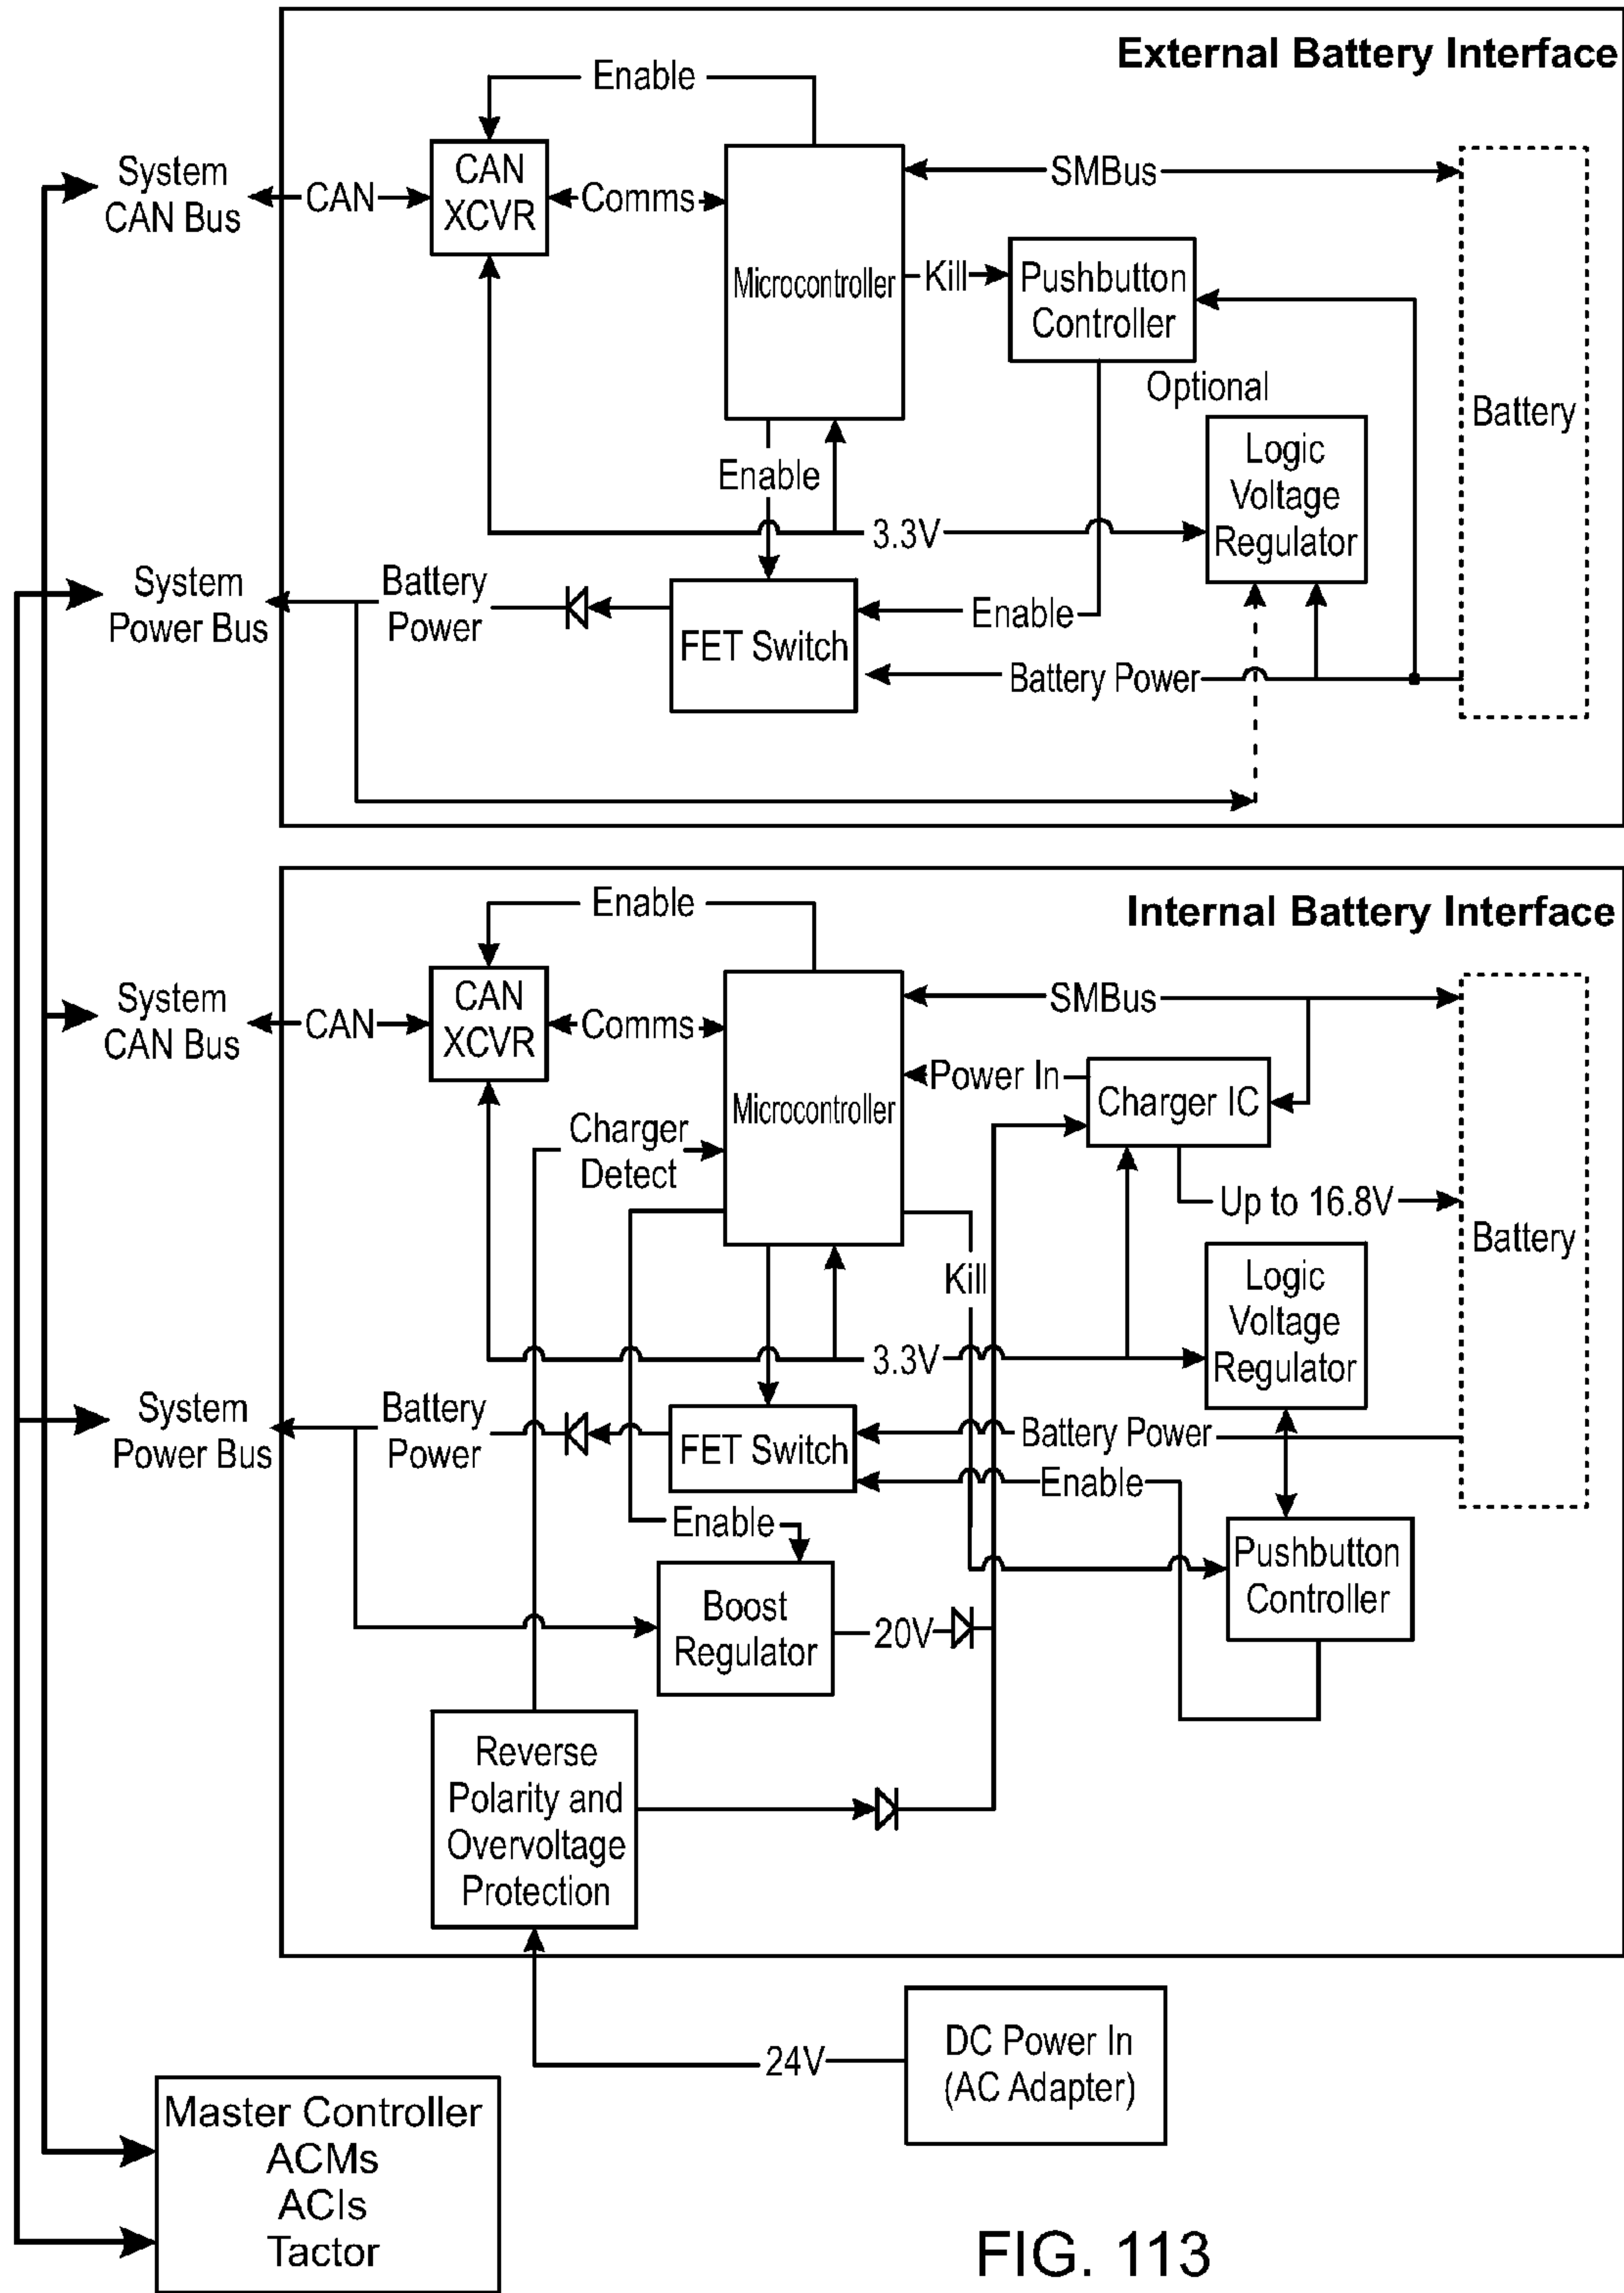 External Battery Interface
Enable
System
CAN Bus
CAN
CAN
XCVR
Comms
Microcontroller
SMBus
Kill
Pushbutton
Controller
Optional
Battery
Logic
Voltage
Regulator
Enable
3.3V
System
Power Bus
Battery
Power
FET Switch
Enable
Battery Power
Internal Battery Interface
Enable
System
CAN Bus
CAN
CAN
XCVR
Comms
Microcontroller
SMBus
Power In
Charger IC
Charger
Detect
Up to 16.8V
Battery
Kill
Logic
Voltage
Regulator
3.3V
System
Power Bus
Battery
Power
FET Switch
Battery Power
Enable
Enable
Pushbutton
Controller
Boost
Regulator
20V
Reverse
Polarity and
Overvoltage
Protection
24V
DC Power In
(AC Adapter)
Master Controller
ACMs
ACIs
Tactor
FIG. 113